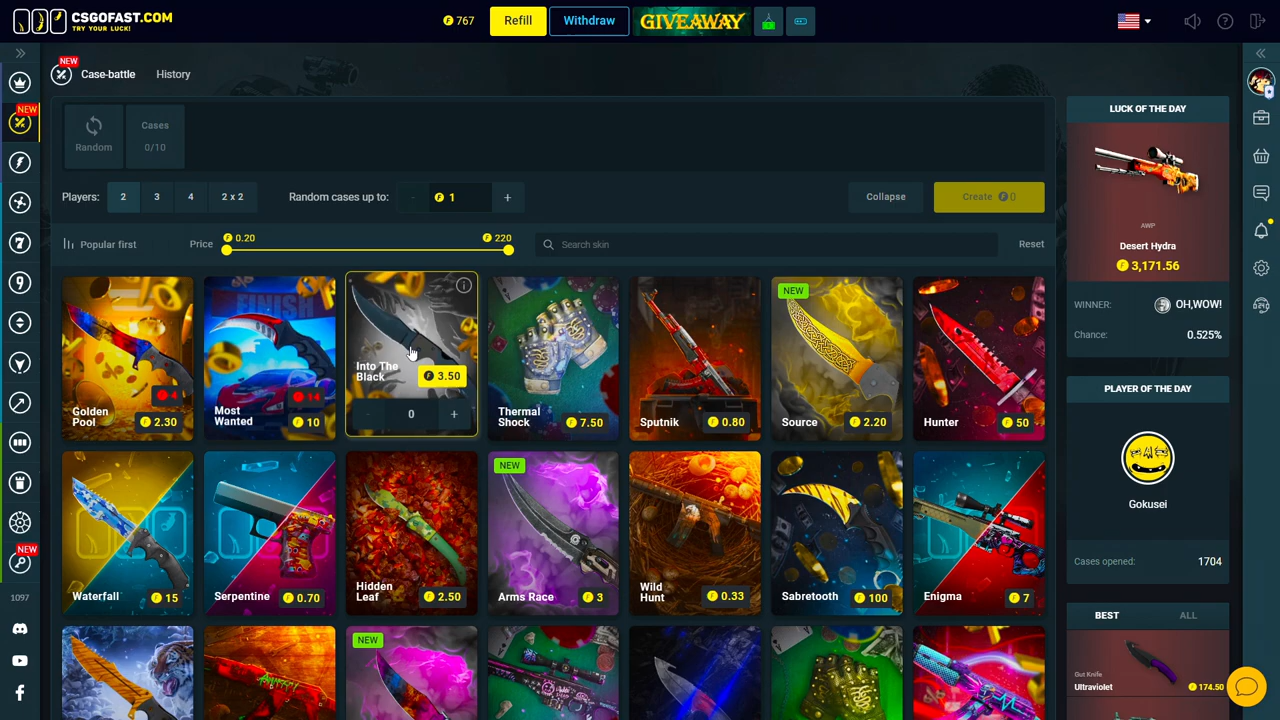 CSGOFAST.COM
TRY YOUR LUCK!
767
Refill
Withdraw
GIVEAWAY
NEW
Case-battle
History
NEW
Random
Cases
0/10
Players:
2
3
4
2 x 2
Random cases up to:
-
1
+
Collapse
Create
0
Popular first
Price
0.20
220
Search skin
Reset
Golden
Pool
4
2.30
Most
Wanted
14
10
Into The
Black
3.50
-
0
+
Thermal
Shock
7.50
Sputnik
0.80
NEW
Source
2.20
Hunter
50
Waterfall
15
Serpentine
0.70
Hidden
Leaf
2.50
NEW
Arms Race
3
Wild
Hunt
0.33
Sabretooth
100
Enigma
7
NEW
NEW
1097
LUCK OF THE DAY
AWP
Desert Hydra
3,171.56
WINNER:
OH,WOW!
Chance:
0.525%
PLAYER OF THE DAY
Gokusei
Cases opened:
1704
BEST
ALL
Gut Knife
Ultraviolet
174.50